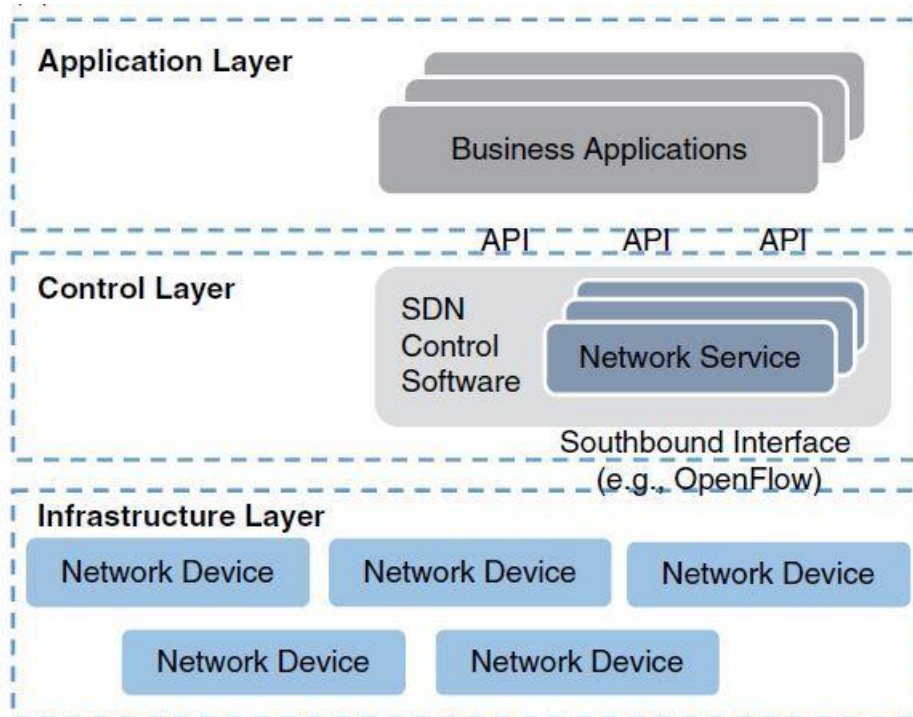 Application Layer
Business Applications
API API API
Control Layer
SDN
Control
Software
Network Service
Southbound Interface
(e.g., OpenFlow)
Infrastructure Layer
Network Device Network Device Network Device
Network Device Network Device